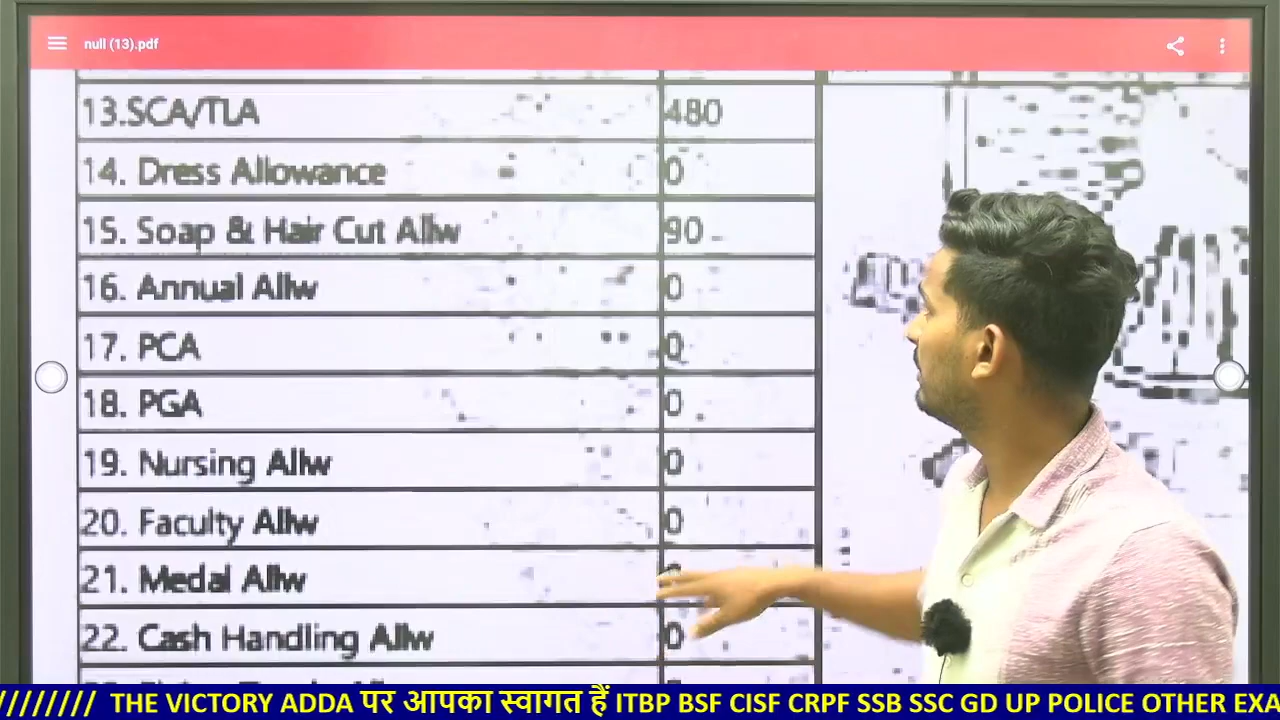 null (13).pdf
13.SCA/TLA 480
14. Dress Allowance 0
15. Soap & Hair Cut Allw 90
16. Annual Allw 0
17. PCA 0
18. PGA 0
19. Nursing Allw 0
20. Faculty Allw 0
21. Medal Allw
22. Cash Handling Allw 0
//////// THE VICTORY ADDA पर आपका स्वागत हैं ITBP BSF CISF CRPF SSB SSC GD UP POLICE OTHER EXA